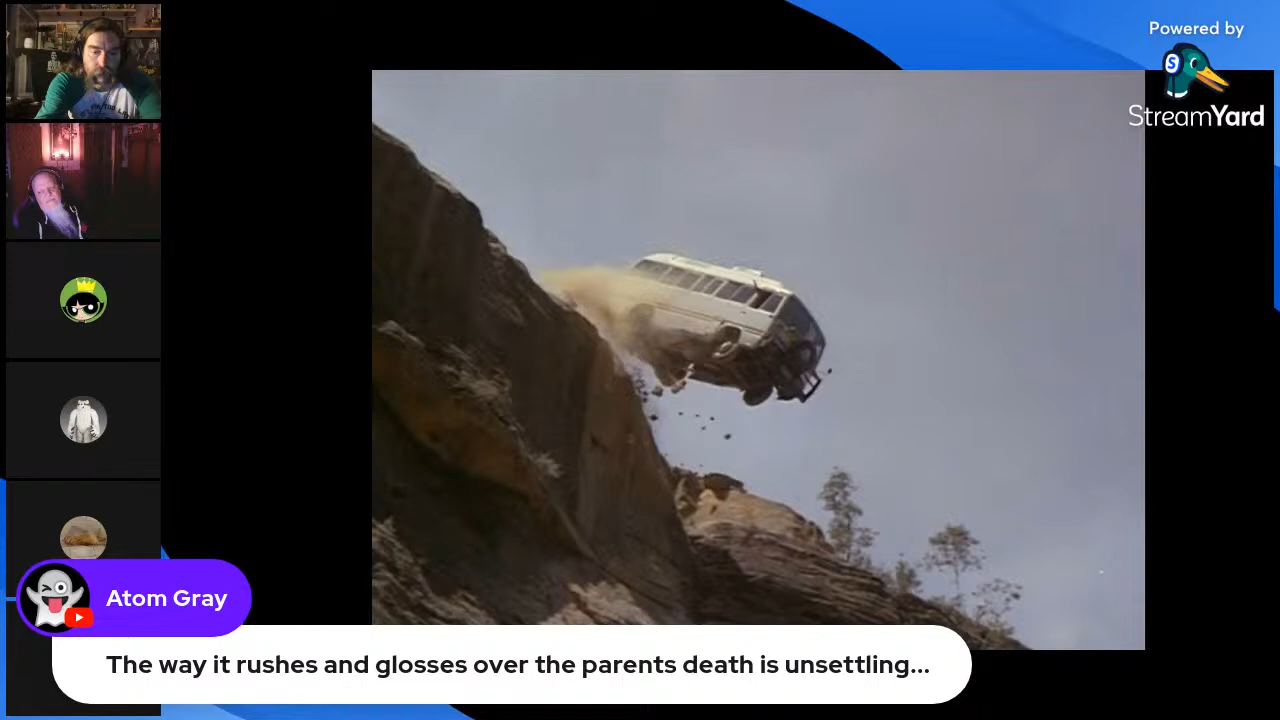 Powered by
StreamYard
Atom Gray
The way it rushes and glosses over the parents death is unsettling...